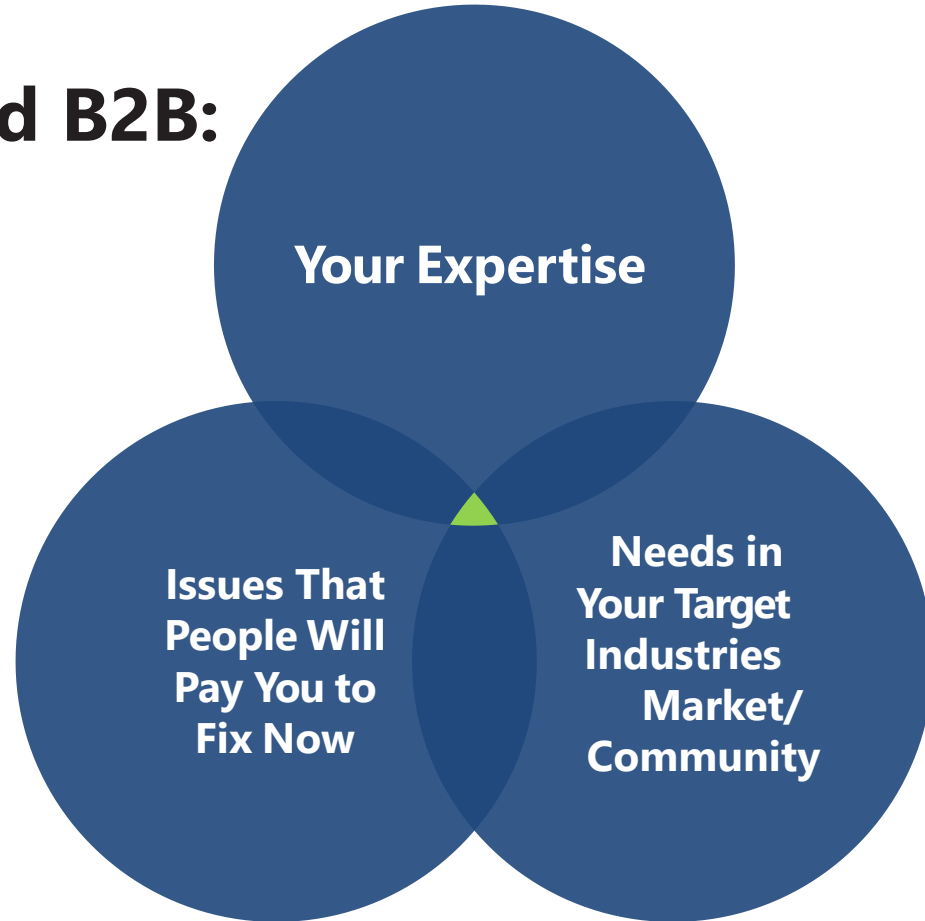 d B2B:
Your Expertise
Issues That
People Will
Pay You to
Fix Now
Needs in
Your Target
Industries
Market/
Community